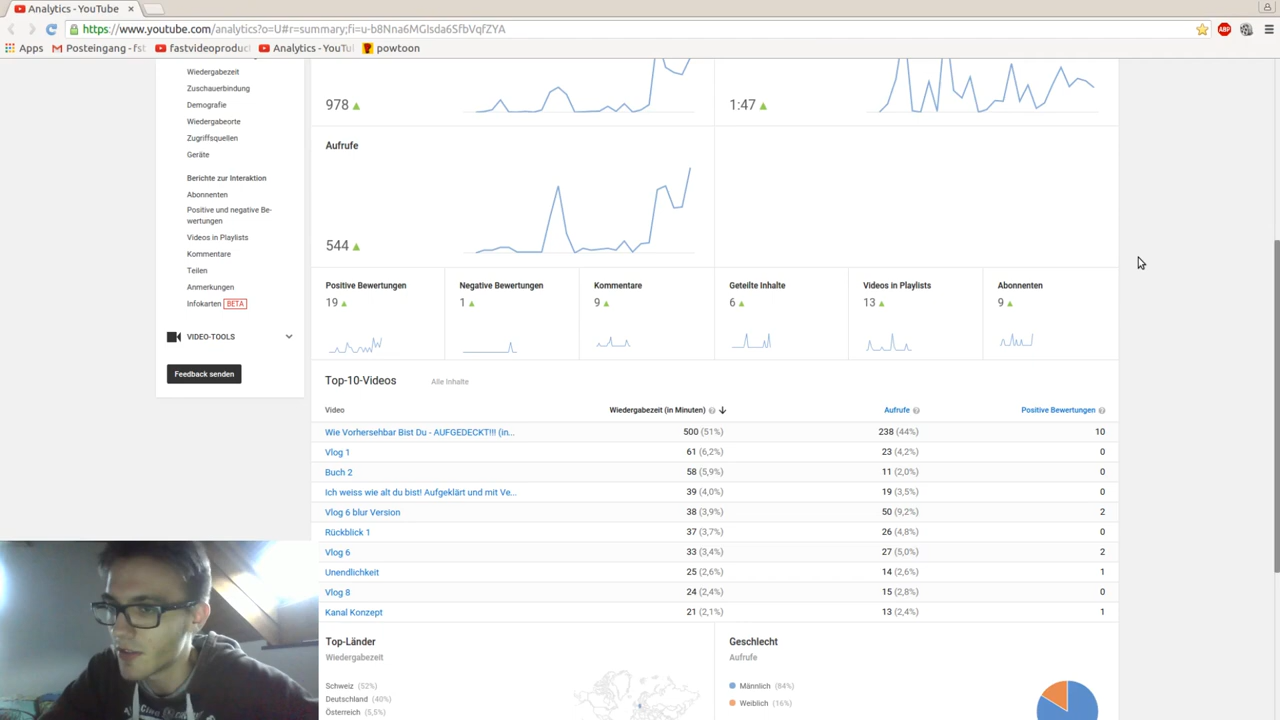 Analytics - YouTube
https://www.youtube.com/analytics?o=U#r=summary;fi=u-b8Nna6MGIsda6SfbVqfZYA
Apps Posteingang - fst fastvideoproduc Analytics - YouTu powtoon
Wiedergabezeit
Zuschauerbindung
Demografie
Wiedergabeorte
Zugriffsquellen
Geräte
Berichte zur Interaktion
Abonnenten
Positive und negative Be-
wertungen
Videos in Playlists
Kommentare
Teilen
Anmerkungen
Infokarten BETA
VIDEO-TOOLS
Feedback senden
978
1:47
Aufrufe
544
Positive Bewertungen
19
Negative Bewertungen
1
Kommentare
9
Geteilte Inhalte
6
Videos in Playlists
13
Abonnenten
9
Top-10-Videos Alle Inhalte
Video Wiedergabezeit (in Minuten) Aufrufe Positive Bewertungen
Wie Vorhersehbar Bist Du - AUFGEDECKT!!! (in... 500 (51%) 238 (44%) 10
Vlog 1 61 (6,2%) 23 (4,2%) 0
Buch 2 58 (5,9%) 11 (2,0%) 0
Ich weiss wie alt du bist! Aufgeklärt und mit Ve... 39 (4,0%) 19 (3,5%) 0
Vlog 6 blur Version 38 (3,9%) 50 (9,2%) 2
Rückblick 1 37 (3,7%) 26 (4,8%) 0
Vlog 6 33 (3,4%) 27 (5,0%) 2
Unendlichkeit 25 (2,6%) 14 (2,6%) 1
Vlog 8 24 (2,4%) 15 (2,8%) 0
Kanal Konzept 21 (2,1%) 13 (2,4%) 1
Top-Länder
Wiedergabezeit
Schweiz (52%)
Deutschland (40%)
Österreich (5,5%)
Geschlecht
Aufrufe
Männlich (84%)
Weiblich (16%)